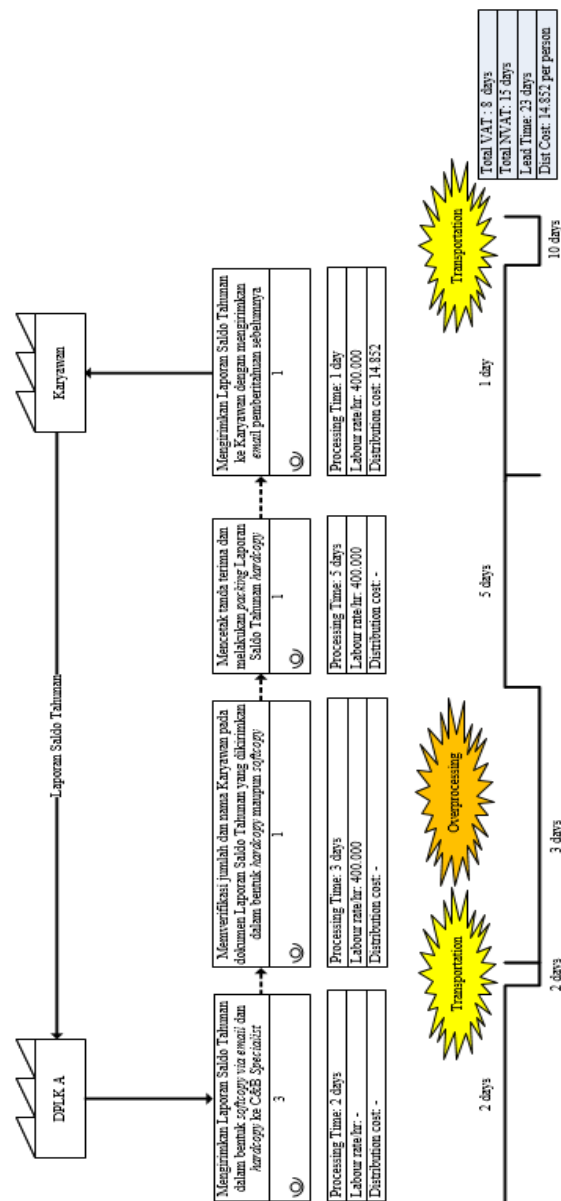 Laporan Saldo Tahunan
DPLK A
Karyawan
Mengirimkan Laporan Saldo Tahunan
dalam bentuk softcopy via email dan
hardcopy ke C&B Specialist
3
Processing Time: 2 days
Labour rate/hr: -
Distribution cost: -
Memverifikasi jumlah dan nama Karyawan pada
dokumen Laporan Saldo Tahunan yang dikirimkan
dalam bentuk hardcopy maupun softcopy
1
Processing Time: 3 days
Labour rate/hr: 400.000
Distribution cost: -
Mencetak tanda terima dan
melakukan packing Laporan
Saldo Tahunan hardcopy
1
Processing Time: 5 days
Labour rate/hr: 400.000
Distribution cost: -
Mengirimkan Laporan Saldo Tahunan
ke Karyawan dengan mengirimkan
email pemberitahuan sebelumnya
1
Processing Time: 1 day
Labour rate/hr: 400.000
Distribution cost: 14.852
Transportation
Overprocessing
Transportation
2 days
2 days
3 days
5 days
1 day
10 days
Total VAT : 8 days
Total NVAT: 15 days
Lead Time: 23 days
Dist Cost: 14.852 per person